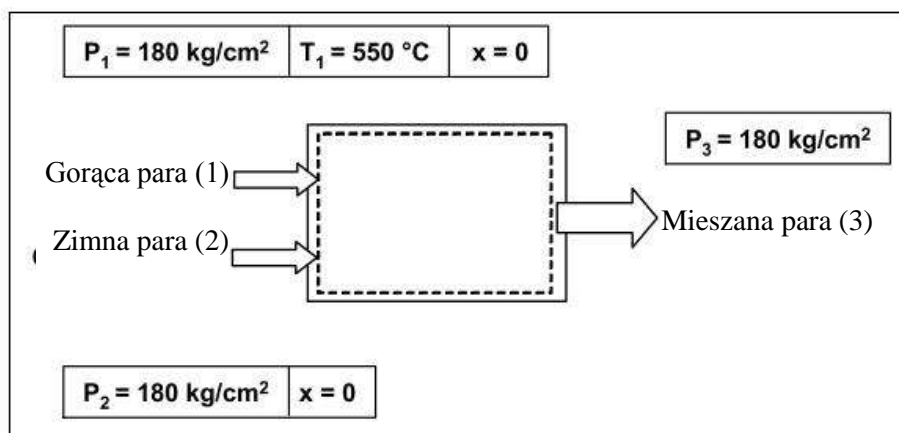 P₁ = 180 kg/cm² T₁ = 550 °C x = 0
P₃ = 180 kg/cm²
Gorąca para (1)
Mieszana para (3)
Zimna para (2)
P₂ = 180 kg/cm² x = 0